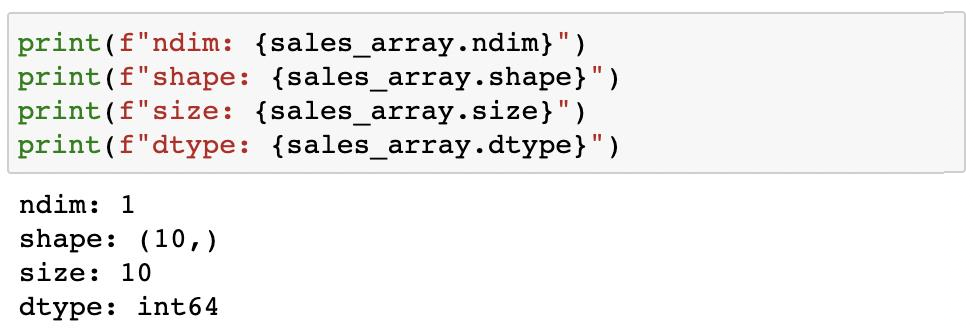 print(f"ndim: {sales_array.ndim}")
print(f"shape: {sales_array.shape}")
print(f"size: {sales_array.size}")
print(f"dtype: {sales_array.dtype}")
ndim: 1
shape: (10,)
size: 10
dtype: int64